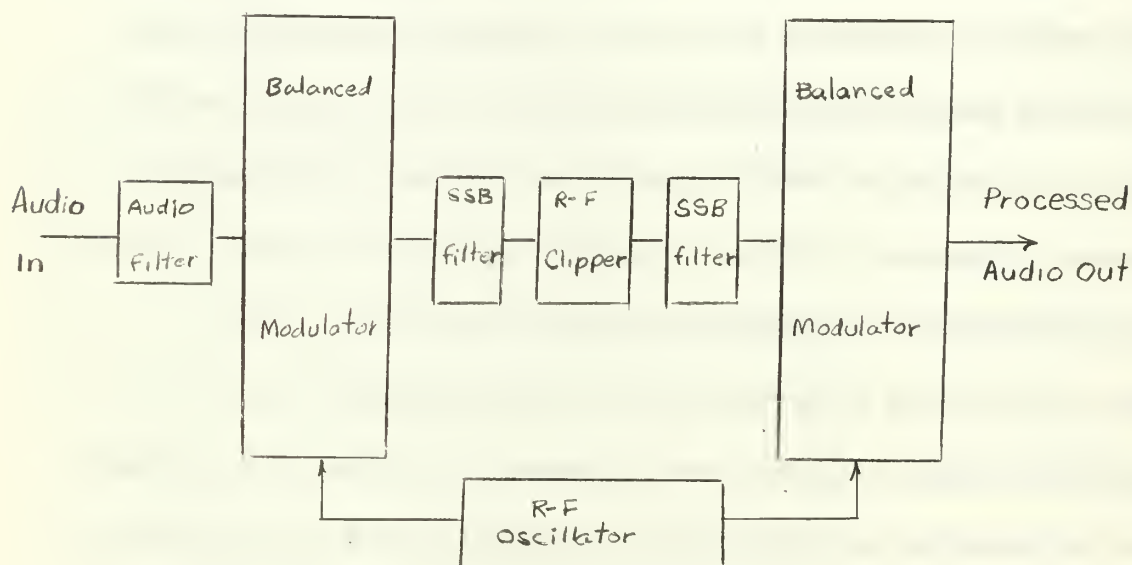 Audio
In
Audio
Filter
Balanced
Modulator
SSB
filter
R-F
Clipper
SSB
filter
Balanced
Modulator
Processed
Audio Out
R-F
Oscillator